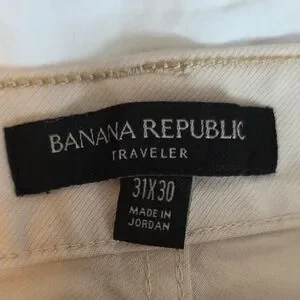 BANANA REPUBLIC
TRAVELER
31X30
MADE IN
JORDAN